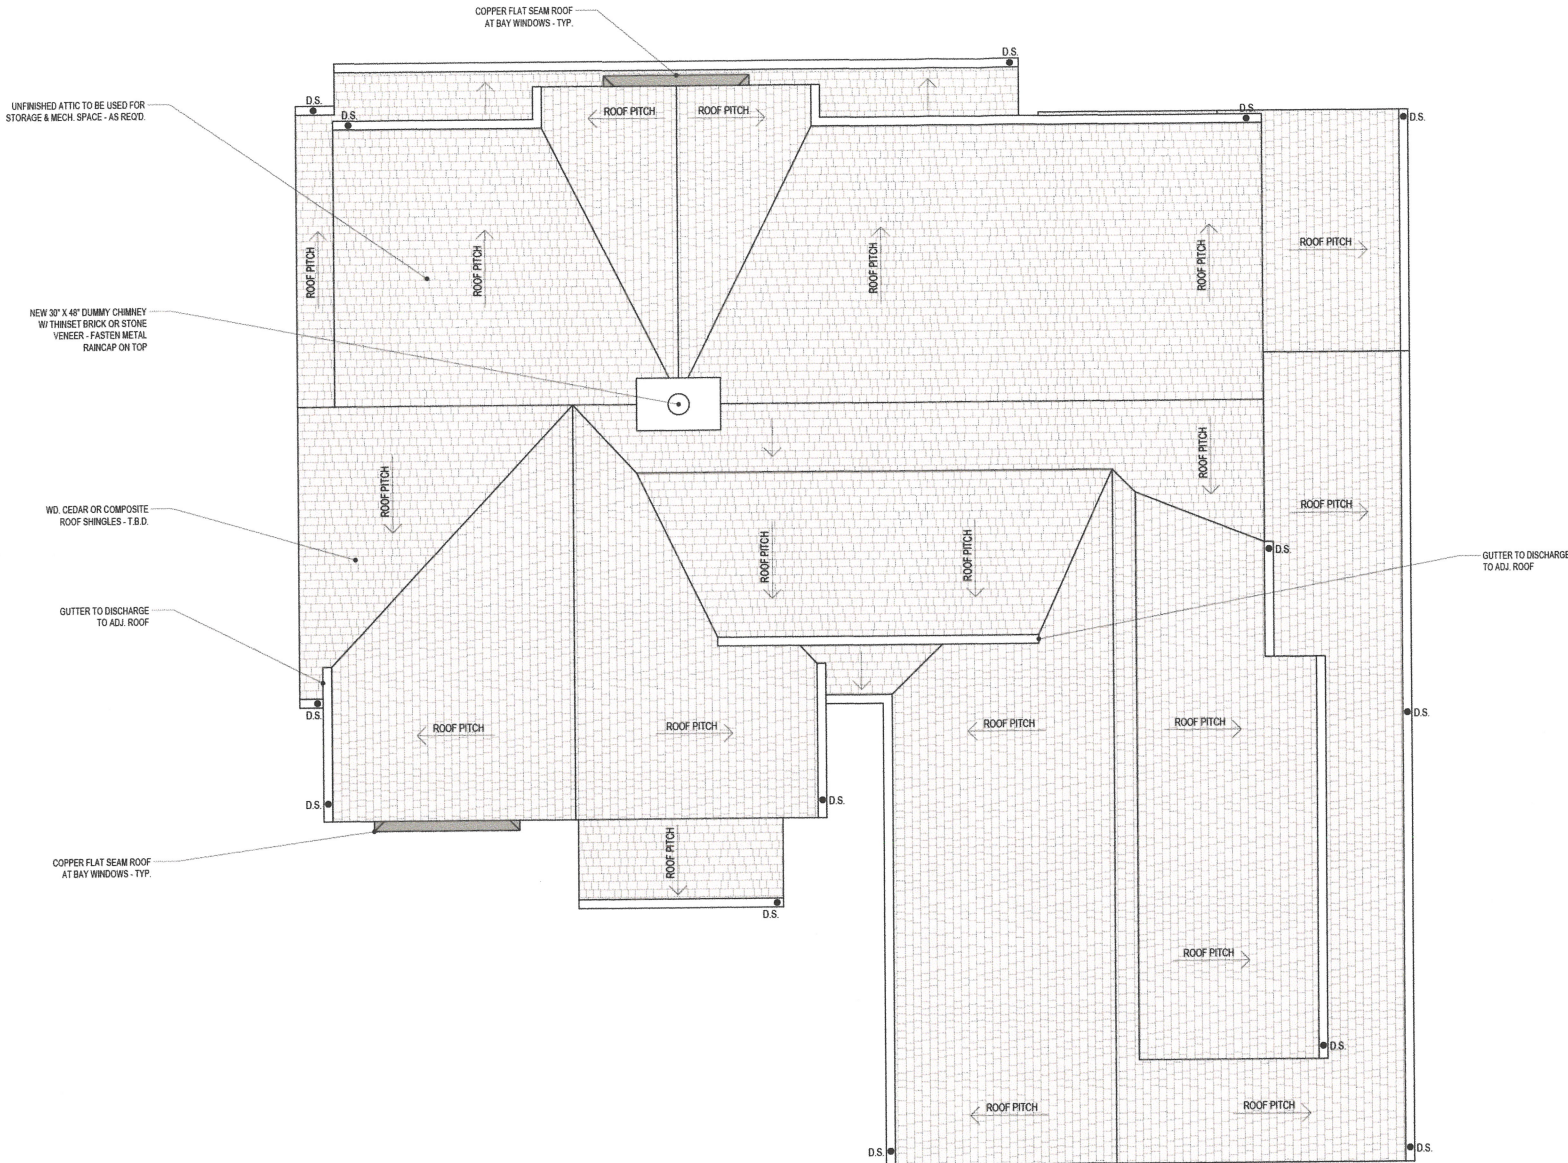 COPPER FLAT SEAM ROOF
AT BAY WINDOWS - TYP.
D.S.
UNFINISHED ATTIC TO BE USED FOR
STORAGE & MECH. SPACE - AS REQ'D.
D.S.
D.S.
ROOF PITCH
ROOF PITCH
D.S.
D.S.
ROOF PITCH
ROOF PITCH
ROOF PITCH
ROOF PITCH
ROOF PITCH
NEW 30" X 48" DUMMY CHIMNEY
W/ THINSET BRICK OR STONE
VENEER - FASTEN METAL
RAINCAP ON TOP
ROOF PITCH
ROOF PITCH
ROOF PITCH
WD. CEDAR OR COMPOSITE
ROOF SHINGLES - T.B.D.
ROOF PITCH
ROOF PITCH
D.S.
GUTTER TO DISCHARGE
TO ADJ. ROOF
GUTTER TO DISCHARGE
TO ADJ. ROOF
D.S.
ROOF PITCH
ROOF PITCH
ROOF PITCH
ROOF PITCH
D.S.
D.S.
D.S.
COPPER FLAT SEAM ROOF
AT BAY WINDOWS - TYP.
ROOF PITCH
D.S.
ROOF PITCH
D.S.
ROOF PITCH
ROOF PITCH
D.S.
D.S.